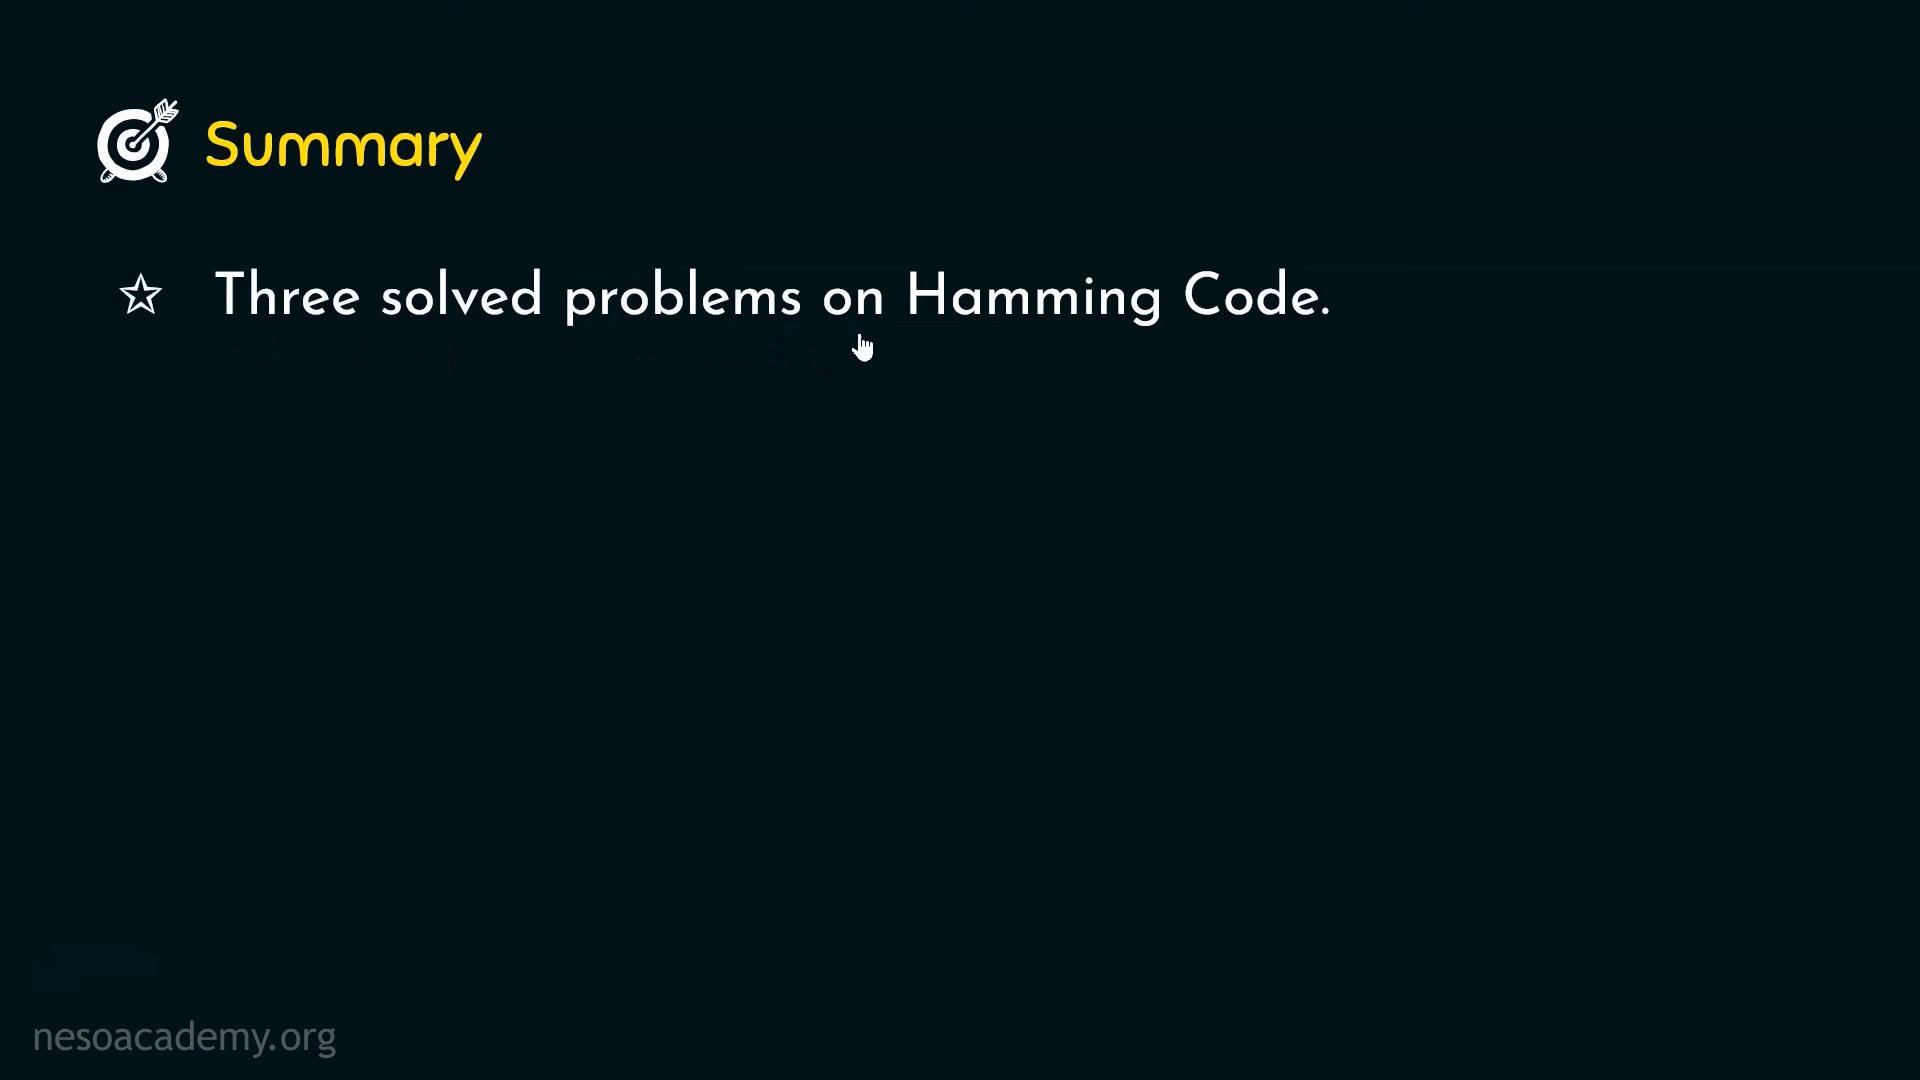 Summary
☆ Three solved problems on Hamming Code.
nesoacademy.org